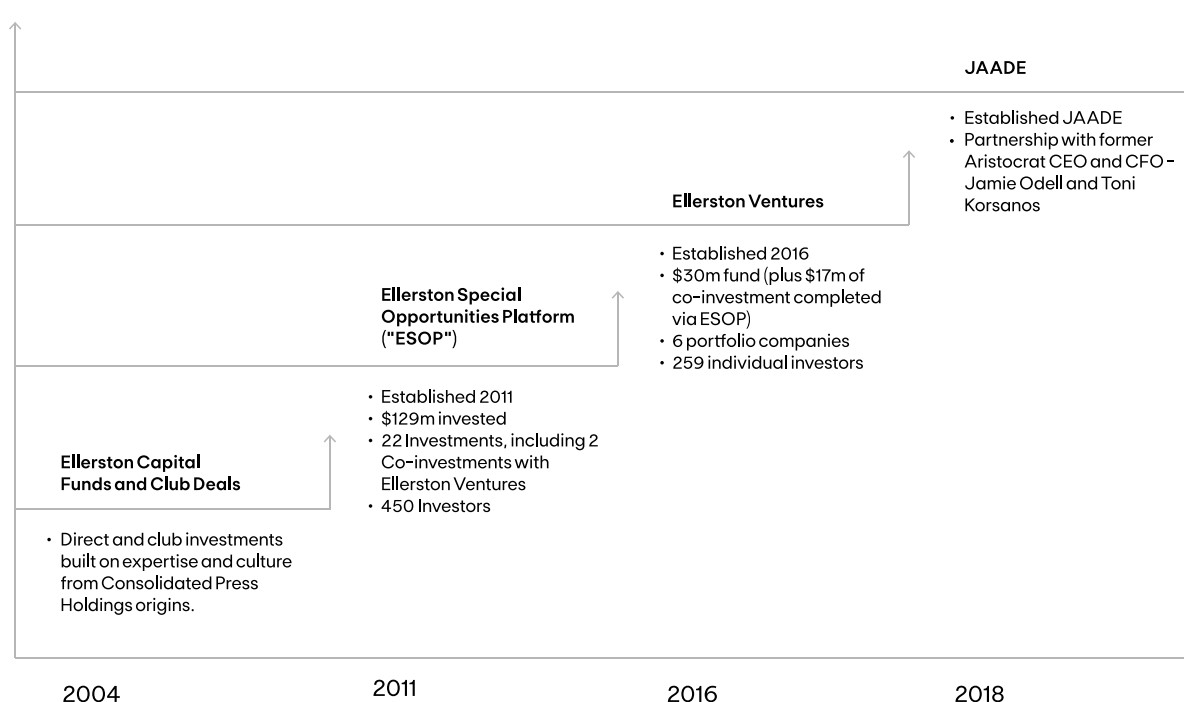 JAADE
• Established JAADE
• Partnership with former
Aristocrat CEO and CFO –
Jamie Odell and Toni
Korsanos
Ellerston Ventures
• Established 2016
• $30m fund (plus $17m of
co-investment completed
via ESOP)
• 6 portfolio companies
• 259 individual investors
Ellerston Special
Opportunities Platform
("ESOP")
• Established 2011
• $129m invested
• 22 Investments, including 2
Co-investments with
Ellerston Ventures
• 450 Investors
Ellerston Capital
Funds and Club Deals
• Direct and club investments
built on expertise and culture
from Consolidated Press
Holdings origins.
2004
2011
2016
2018